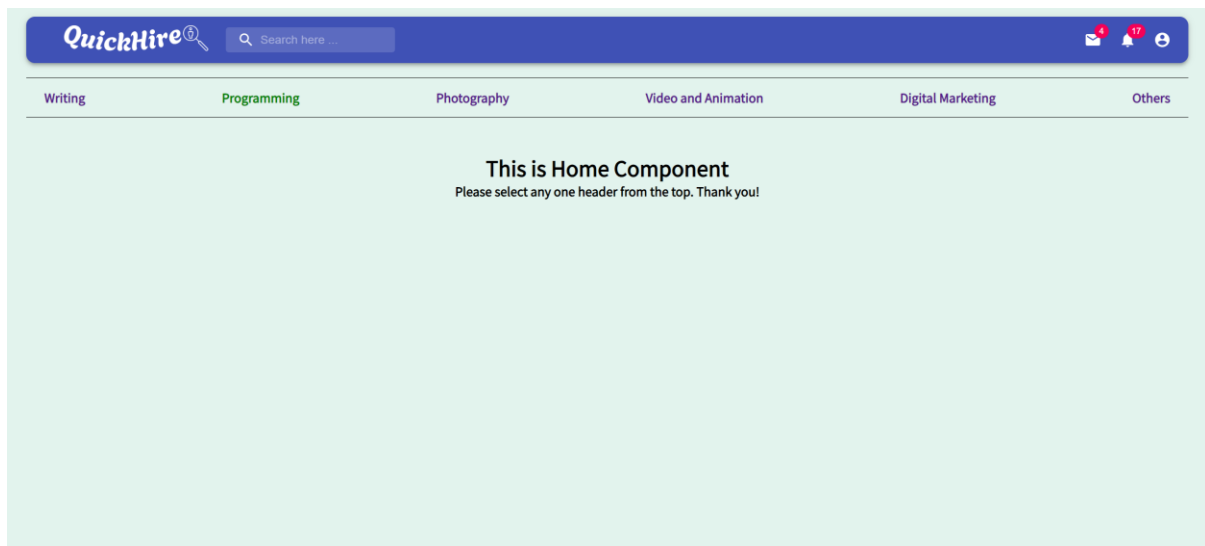 QuickHire
Search here ...
4
17
Writing Programming Photography Video and Animation Digital Marketing Others
This is Home Component
Please select any one header from the top. Thank you!